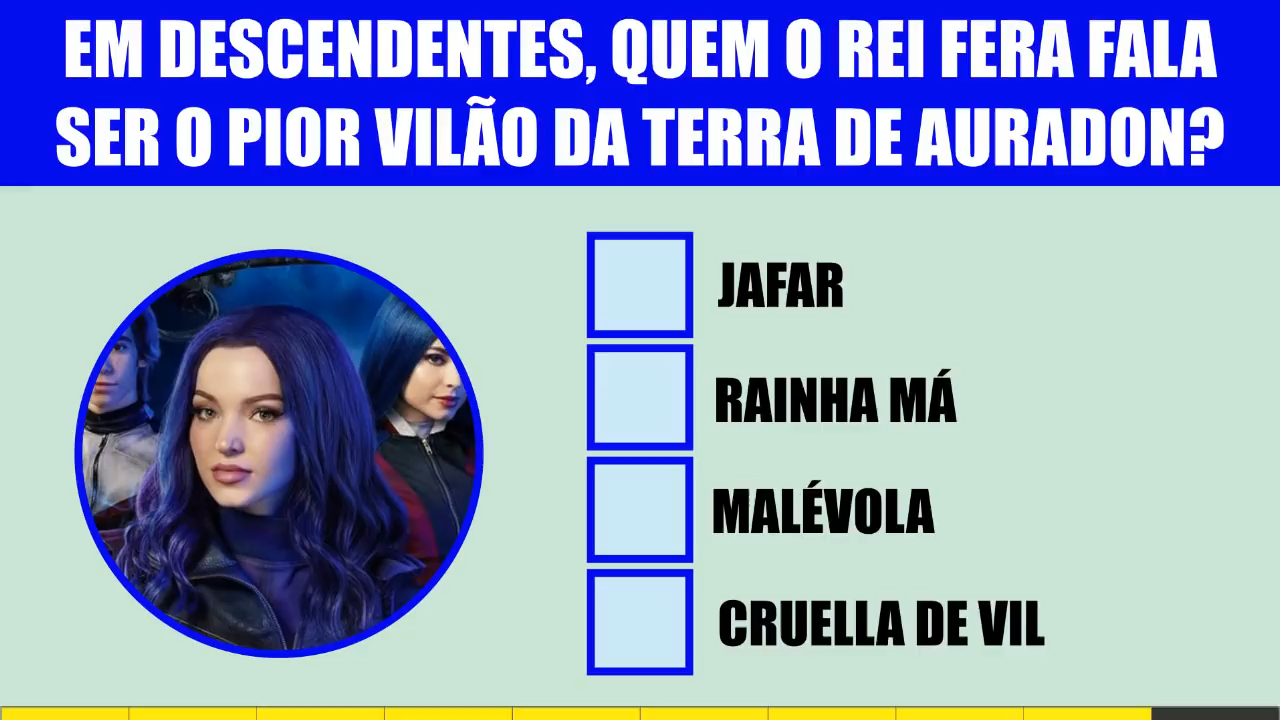 EM DESCENDENTES, QUEM O REI FERA FALA
SER O PIOR VILÃO DA TERRA DE AURADON?
JAFAR
RAINHA MÁ
MALÉVOLA
CRUELLA DE VIL